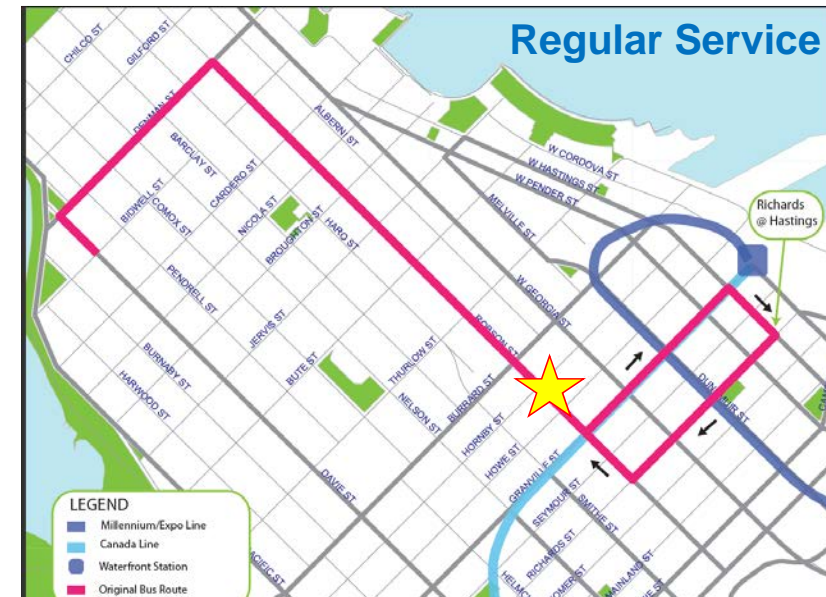 Regular Service
CHILCO ST
GILFORD ST
DENMAN ST
ALBERNI ST
BARCLAY ST
BIDWELL ST
COMOX ST
CARDERO ST
NICOLA ST
BROUGHTON ST
HARO ST
W CORDOVA ST
W HASTINGS ST
W PENDER ST
MELVILLE ST
Richards
@ Hastings
PENDRELL ST
W GEORGIA ST
JERVIS ST
ROBSON ST
BURNABY ST
HARWOOD ST
BUTE ST
THURLOW ST
NELSON ST
BURRARD ST
DUNSMUIR ST
HORNBY ST
HOWE ST
GRANVILLE ST
DAVIE ST
SEYMOUR ST
SMITHE ST
RICHARDS ST
MAINLAND ST
LEGEND
Millennium/Expo Line
Canada Line
Waterfront Station
Original Bus Route